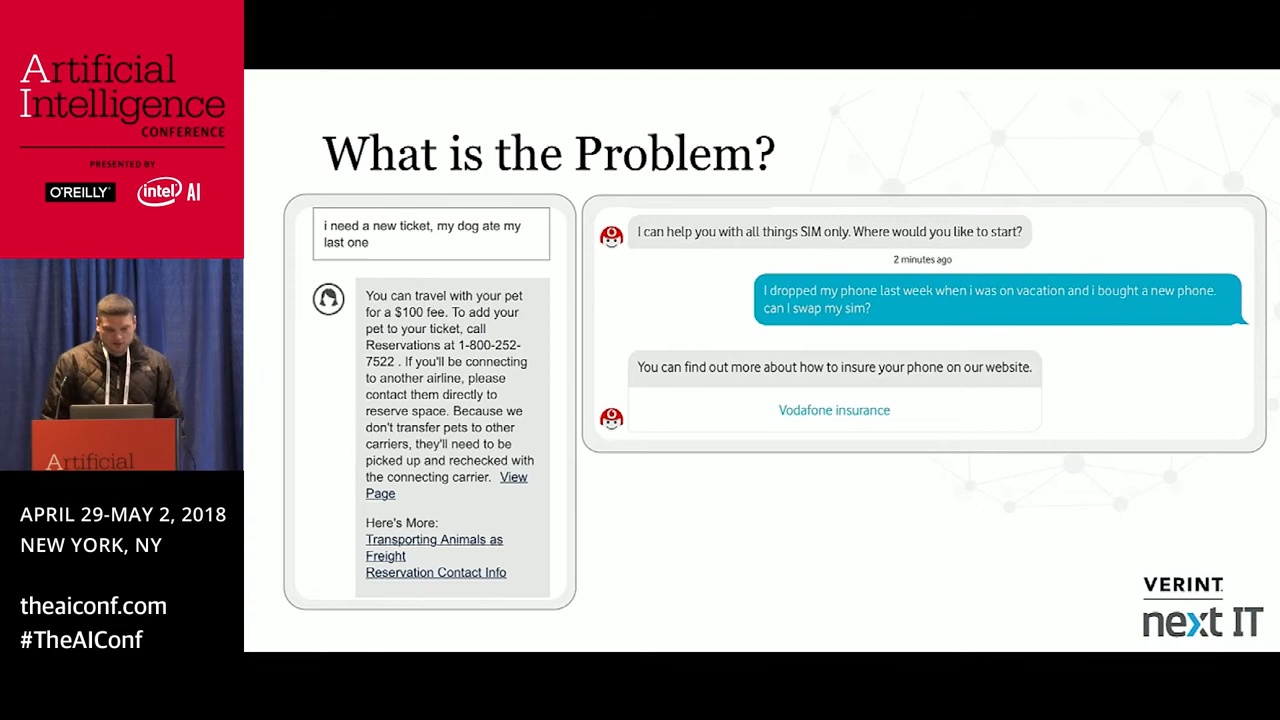 Artificial
Intelligence
CONFERENCE
PRESENTED BY
O'REILLY
intel AI
Artificial
APRIL 29-MAY 2, 2018
NEW YORK, NY
theaiconf.com
#TheAIConf
What is the Problem?
i need a new ticket, my dog ate my
last one
You can travel with your pet
for a $100 fee. To add your
pet to your ticket, call
Reservations at 1-800-252-
7522 . If you'll be connecting
to another airline, please
contact them directly to
reserve space. Because we
don't transfer pets to other
carriers, they'll need to be
picked up and rechecked with
the connecting carrier. View
Page
Here's More:
Transporting Animals as
Freight
Reservation Contact Info
I can help you with all things SIM only. Where would you like to start?
2 minutes ago
I dropped my phone last week when i was on vacation and i bought a new phone.
can I swap my sim?
You can find out more about how to insure your phone on our website.
Vodafone insurance
VERINT
next IT